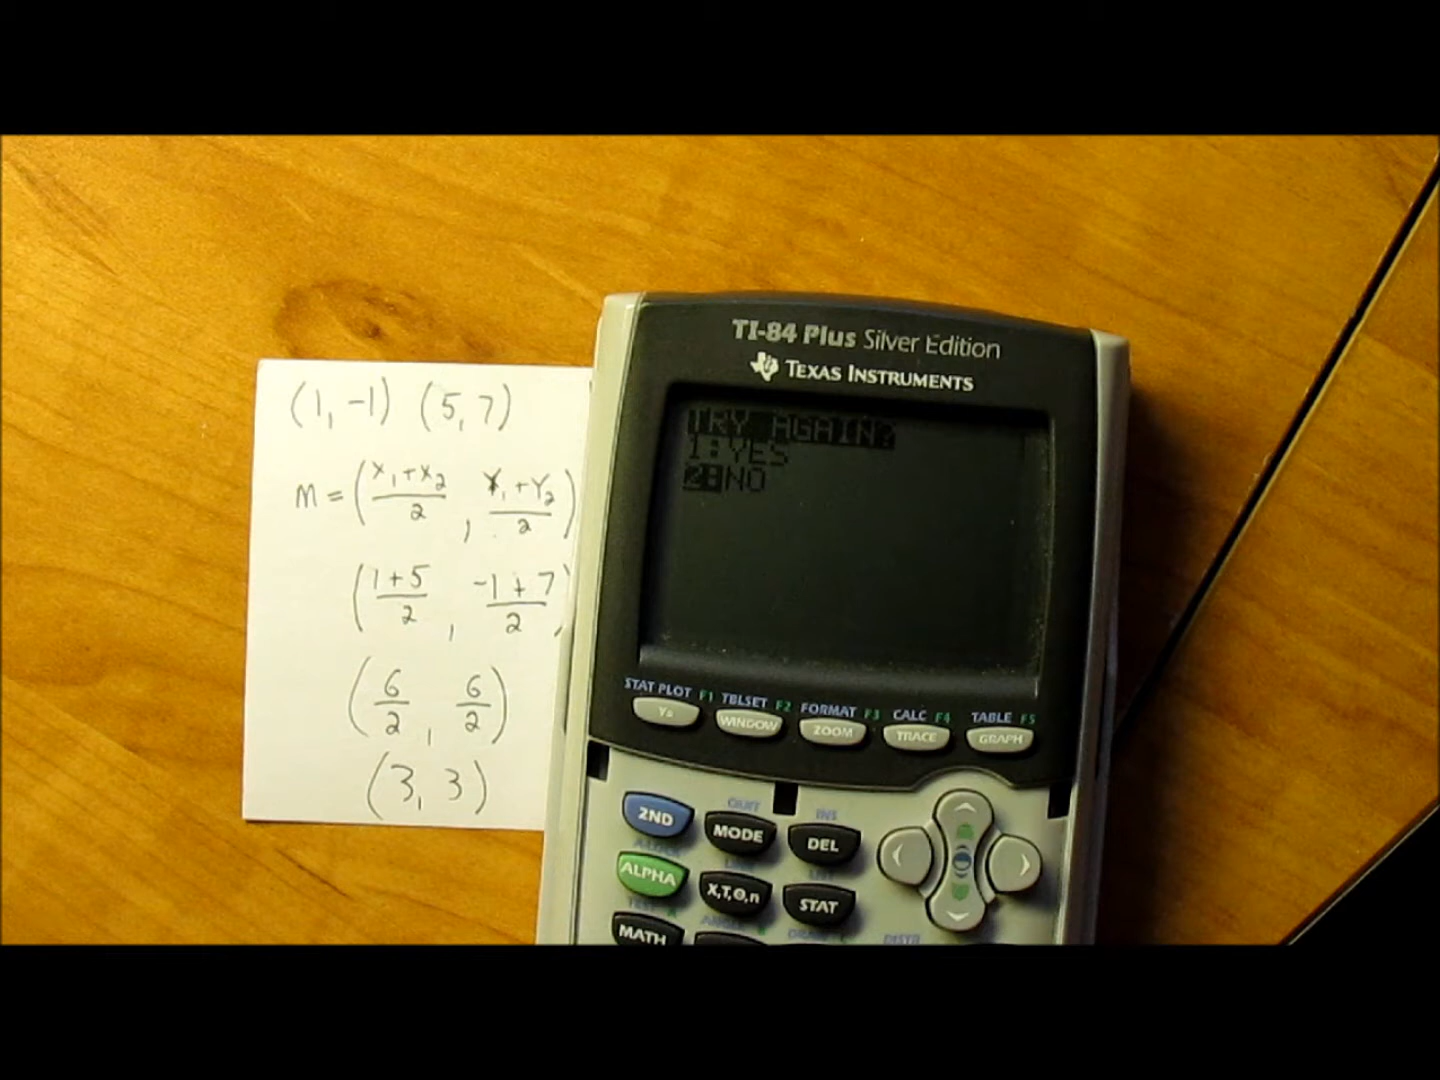 (1, -1) (5, 7)
M = (x₁+x₂/2, Y₁+Y₂/2)
(1+5/2, -1+7/2)
(6/2, 6/2)
(3, 3)
TI-84 Plus Silver Edition
TEXAS INSTRUMENTS
TRY AGAIN?
1:YES
2:NO
STAT PLOT F1 TBLSET F2 FORMAT F3 CALC F4 TABLE F5
Y= WINDOW ZOOM TRACE GRAPH
QUIT INS
2ND MODE DEL
ALPHA X,T,Θ,n STAT
DISTR
MATH